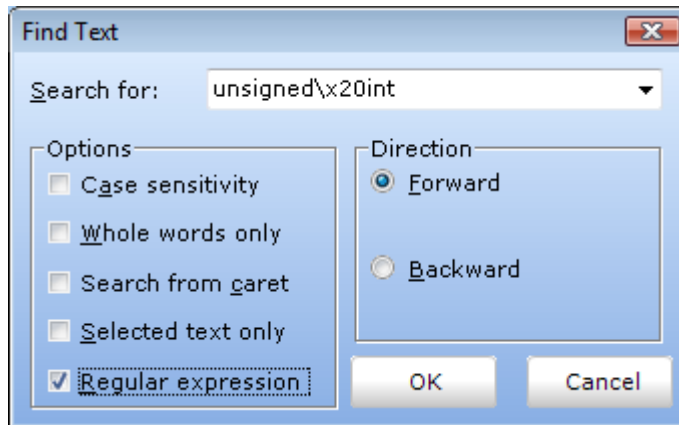 Find Text
Search for: unsigned\x20int
Options
Case sensitivity
Whole words only
Search from caret
Selected text only
Regular expression
Direction
Forward
Backward
OK Cancel